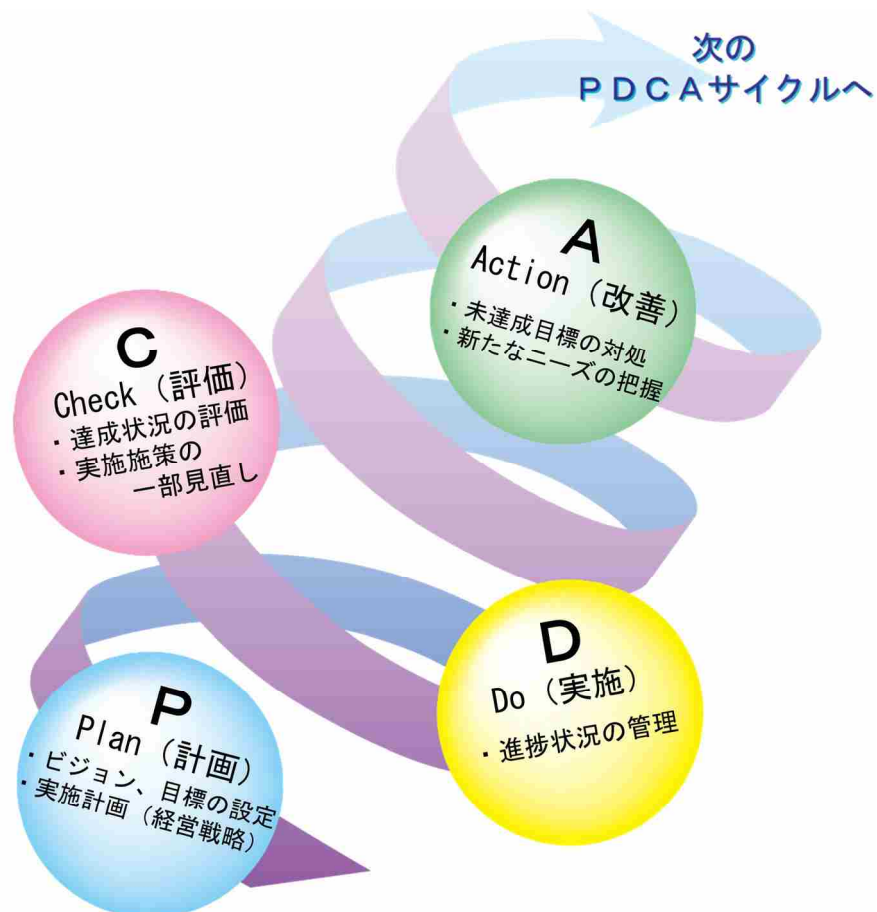 次の
ＰＤＣＡサイクルへ
A
Action（改善）
・未達成目標の対処
・新たなニーズの把握
C
Check（評価）
・達成状況の評価
・実施施策の
一部見直し
D
Do（実施）
・進捗状況の管理
P
Plan（計画）
・ビジョン、目標の設定
・実施計画（経営戦略）